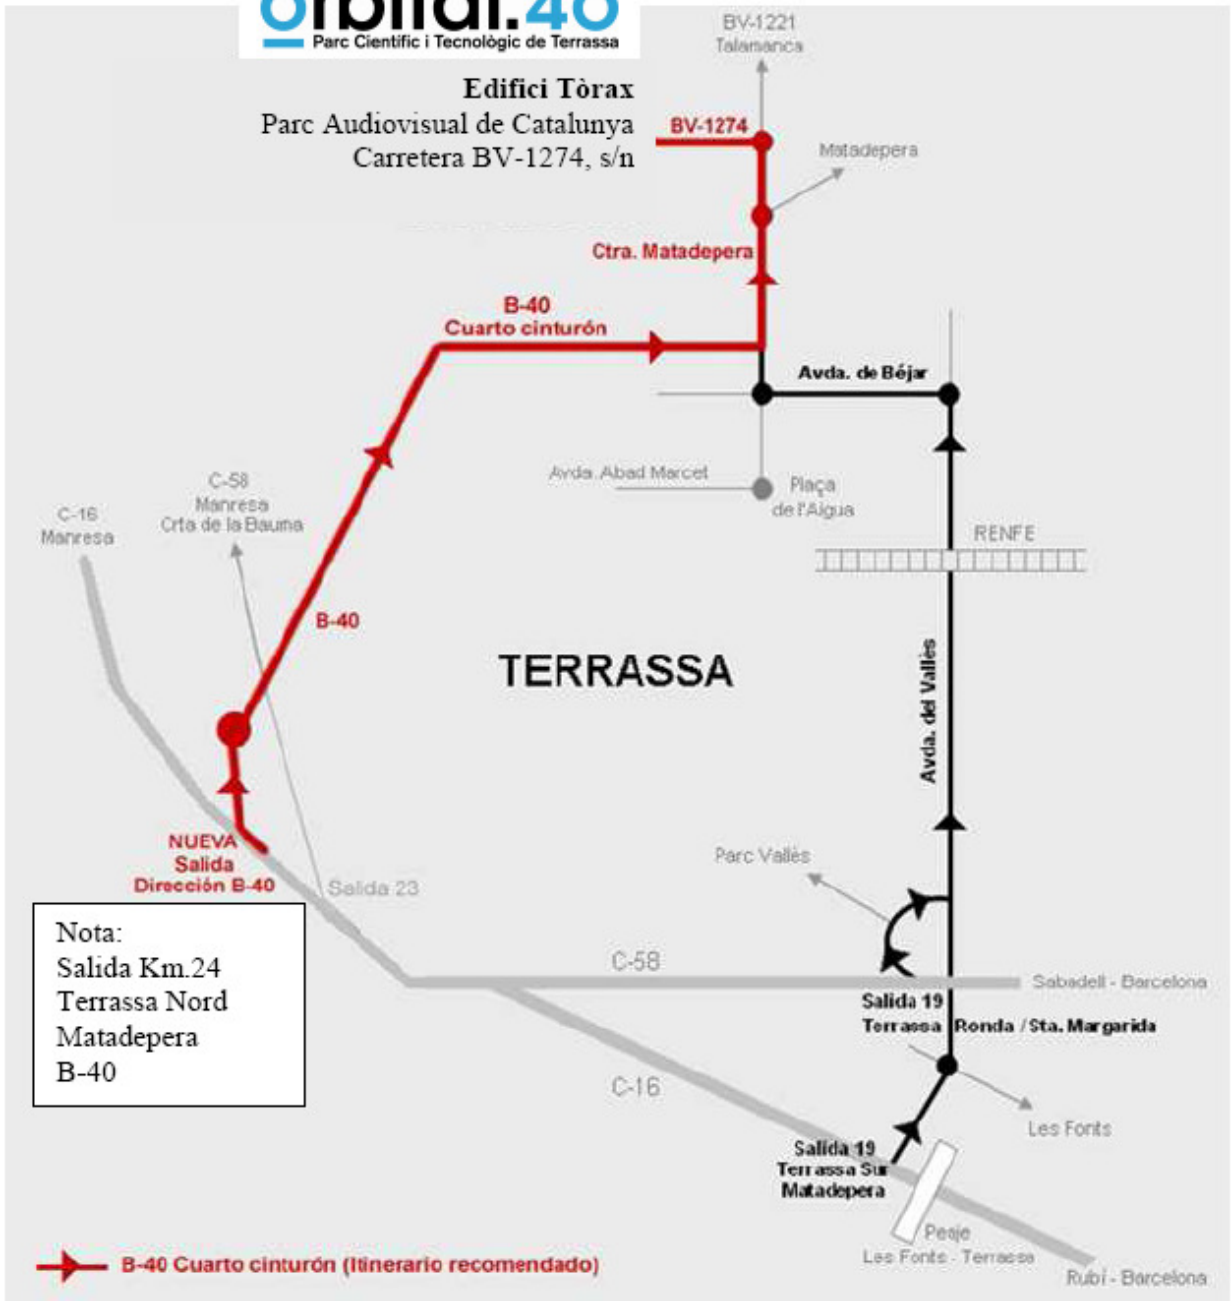 orbital.40
Parc Científic i Tecnològic de Terrassa
Edifici Tòrax
Parc Audiovisual de Catalunya
Carretera BV-1274, s/n
BV-1221
Talamanca
BV-1274
Matadepera
Ctra. Matadepera
B-40
Cuarto cinturón
Avda. de Béjar
Avda. Abad Marcet
Plaça
de l'Aigua
C-58
Manresa
Crta de la Bauma
C-16
Manresa
RENFE
B-40
TERRASSA
Avda. del Vallès
NUEVA
Salida
Dirección B-40
Salida 23
Parc Vallès
Nota:
Salida Km.24
Terrassa Nord
Matadepera
B-40
C-58
Sabadell - Barcelona
Salida 19
Terrassa Ronda / Sta. Margarida
C-16
Les Fonts
Salida 19
Terrassa Sur
Matadepera
Peaje
Les Fonts - Terrassa
Rubí - Barcelona
B-40 Cuarto cinturón (Itinerario recomendado)